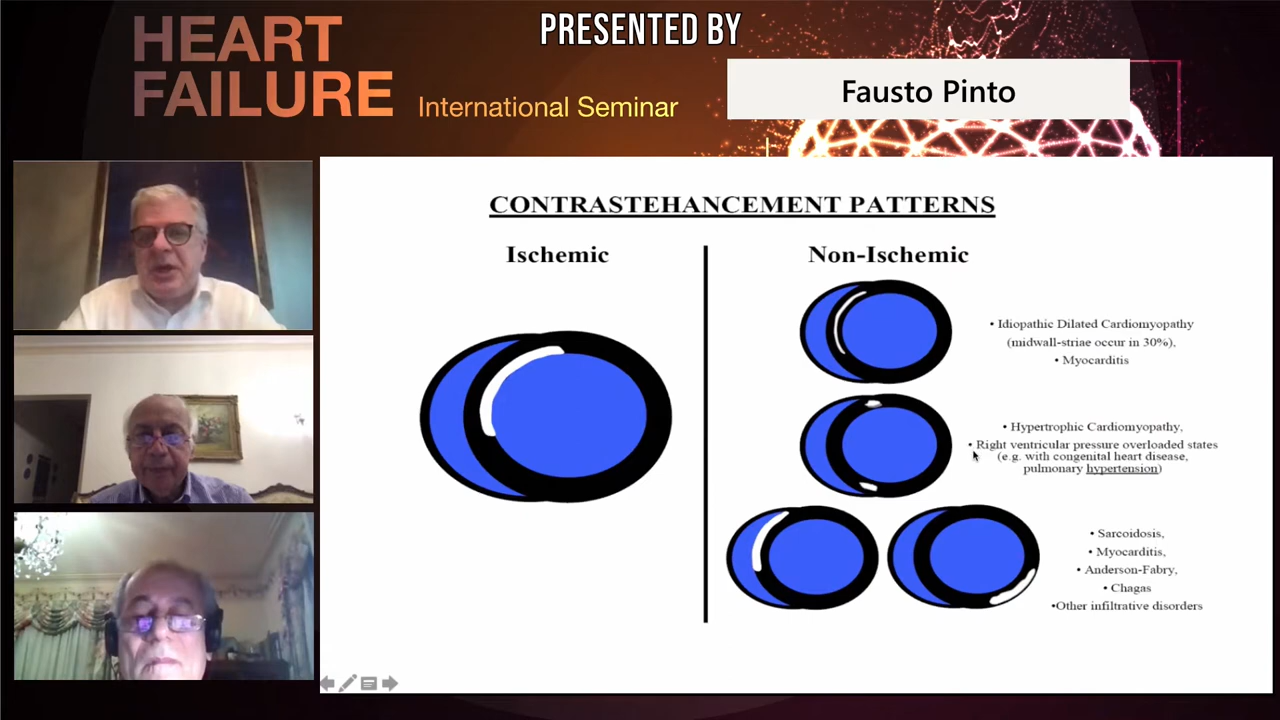 HEART
FAILURE
International Seminar
PRESENTED BY
Fausto Pinto
CONTRASTEHANCEMENT PATTERNS
Ischemic
Non-Ischemic
• Idiopathic Dilated Cardiomyopathy
(midwall-striae occur in 30%),
• Myocarditis
• Hypertrophic Cardiomyopathy,
• Right ventricular pressure overloaded states
(e.g. with congenital heart disease,
pulmonary hypertension)
• Sarcoidosis,
• Myocarditis,
• Anderson-Fabry,
• Chagas
•Other infiltrative disorders